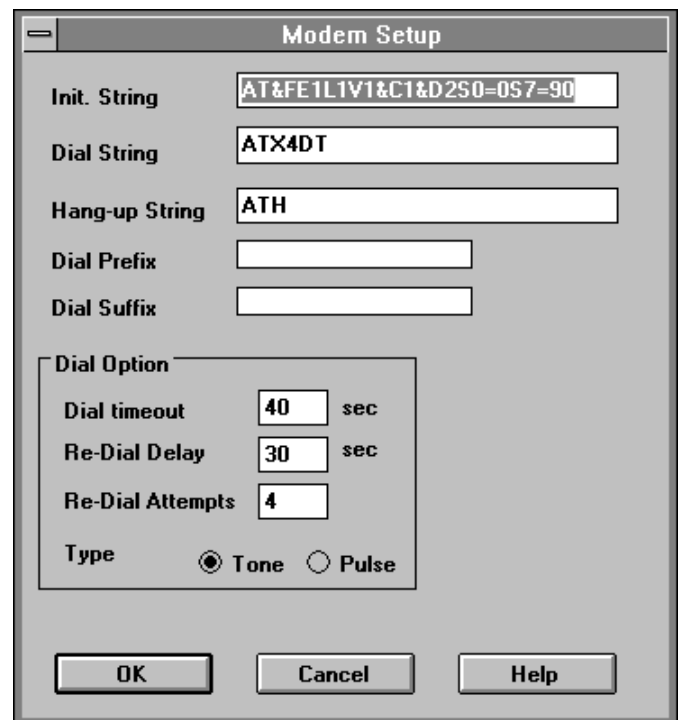 Modem Setup
Init. String AT&FE1L1V1&C1&D2S0=0S7=90
Dial String ATX4DT
Hang-up String ATH
Dial Prefix
Dial Suffix
Dial Option
Dial timeout 40 sec
Re-Dial Delay 30 sec
Re-Dial Attempts 4
Type Tone Pulse
OK Cancel Help